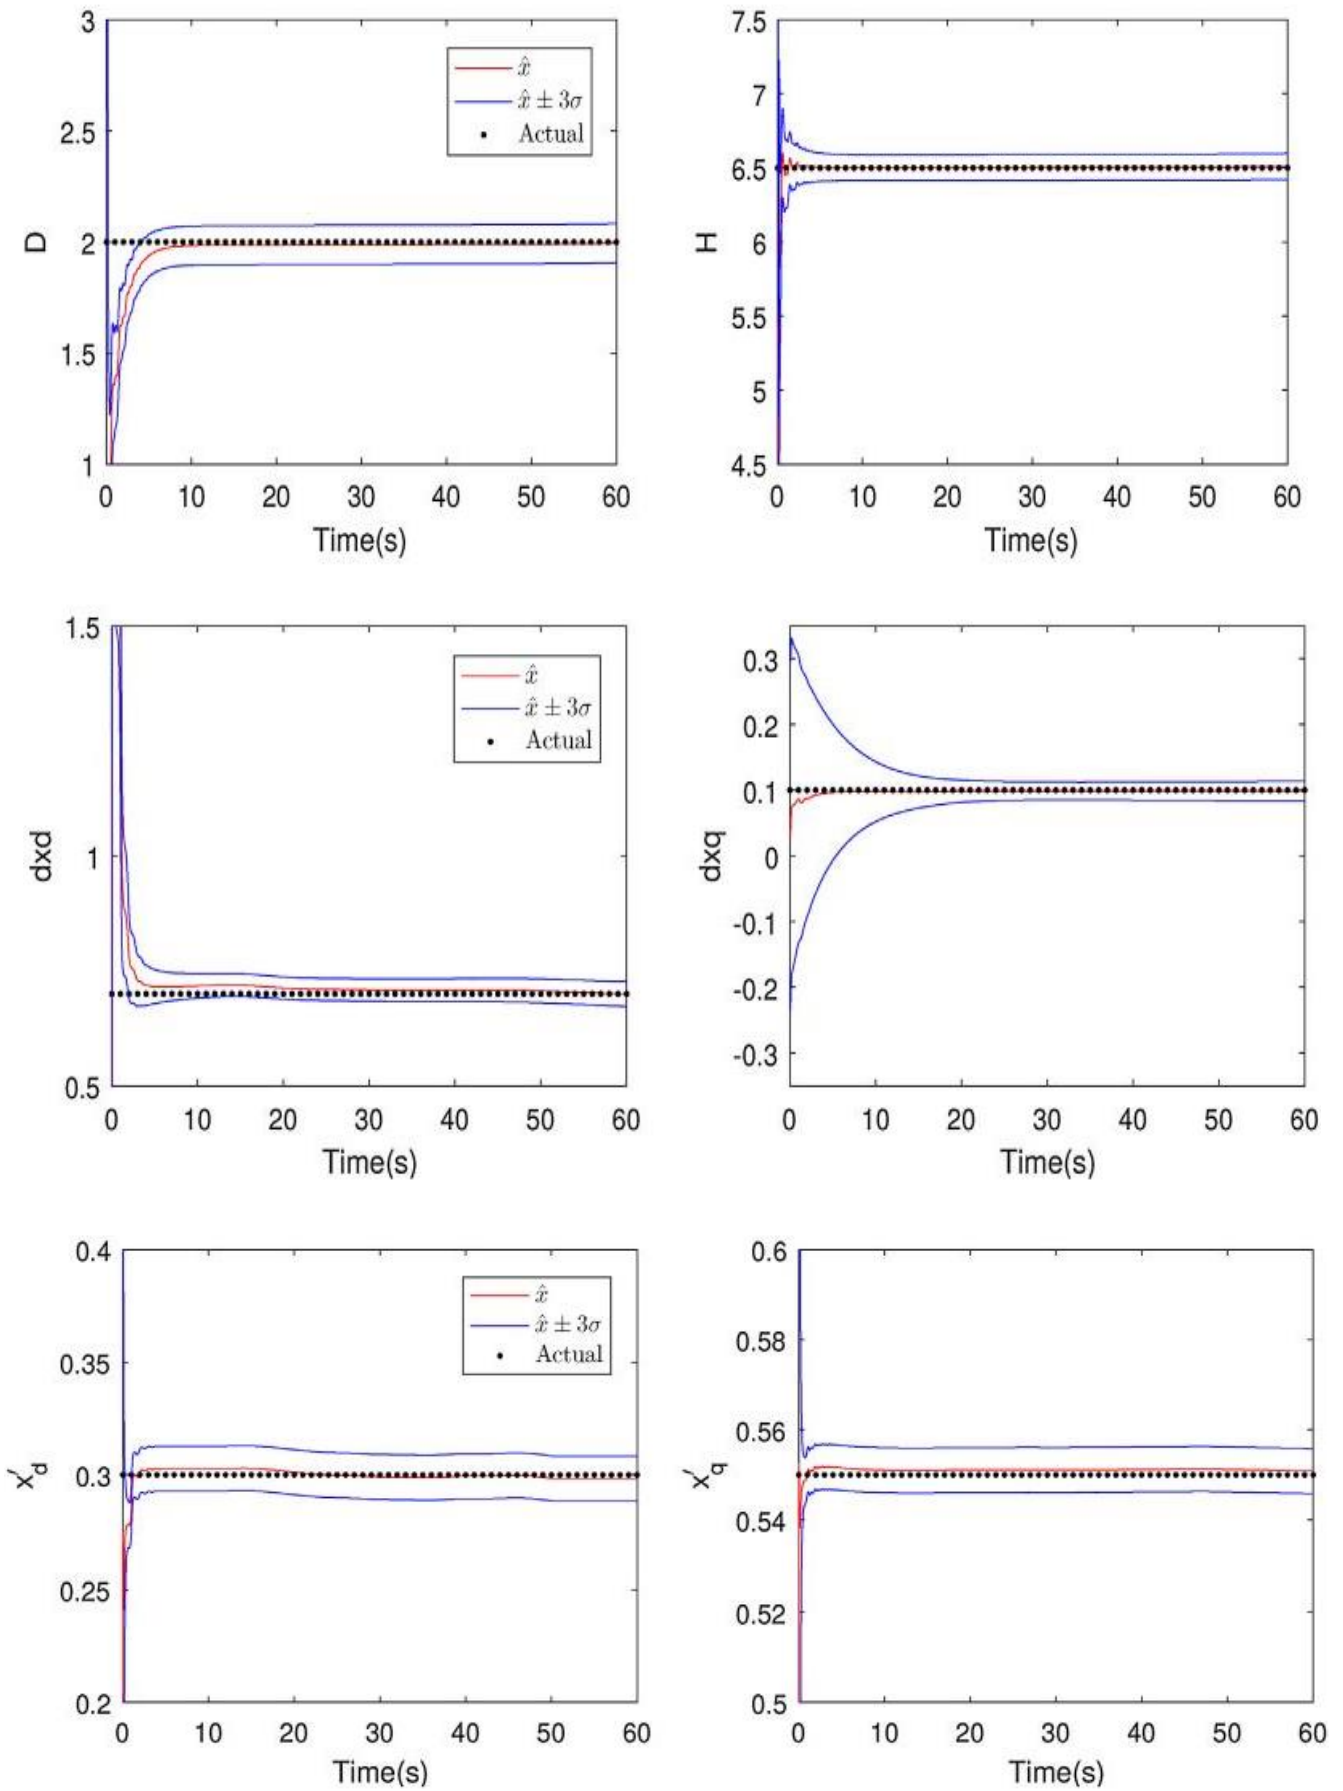 3
2.5
2
1.5
1
D
0 10 20 30 40 50 60
Time(s)
x̂
x̂ ± 3σ
Actual
7.5
7
6.5
6
5.5
5
4.5
H
0 10 20 30 40 50 60
Time(s)
1.5
1
0.5
dxd
0 10 20 30 40 50 60
Time(s)
x̂
x̂ ± 3σ
Actual
0.3
0.2
0.1
0
-0.1
-0.2
-0.3
dxq
0 10 20 30 40 50 60
Time(s)
0.4
0.35
0.3
0.25
0.2
x′d
0 10 20 30 40 50 60
Time(s)
x̂
x̂ ± 3σ
Actual
0.6
0.58
0.56
0.54
0.52
0.5
x′q
0 10 20 30 40 50 60
Time(s)